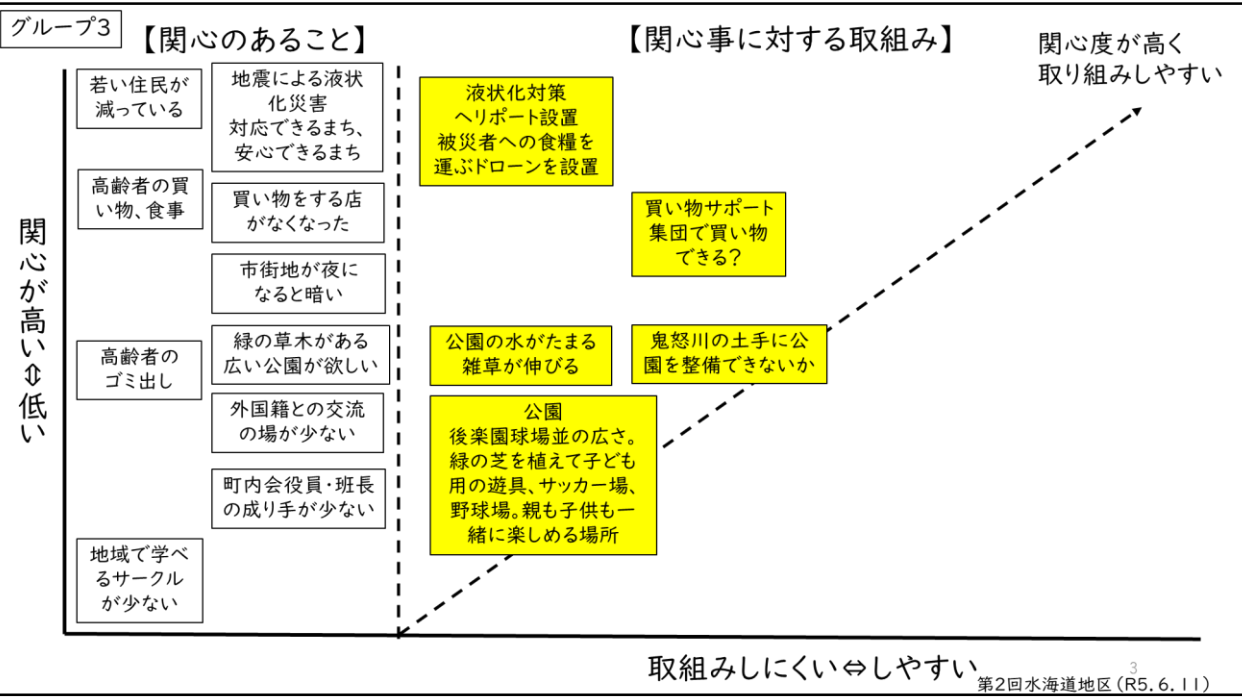 グループ3
【関心のあること】
【関心事に対する取組み】
関心度が高く
取り組みしやすい
関心が高い⇔低い
若い住民が
減っている
地震による液状
化災害
対応できるまち、
安心できるまち
高齢者の買
い物、食事
買い物をする店
がなくなった
市街地が夜に
なると暗い
高齢者の
ゴミ出し
緑の草木がある
広い公園が欲しい
外国籍との交流
の場が少ない
町内会役員・班長
の成り手が少ない
地域で学べ
るサークル
が少ない
液状化対策
ヘリポート設置
被災者への食糧を
運ぶドローンを設置
買い物サポート
集団で買い物
できる?
公園の水がたまる
雑草が伸びる
鬼怒川の土手に公
園を整備できないか
公園
後楽園球場並の広さ。
緑の芝を植えて子ども
用の遊具、サッカー場、
野球場。親も子供も一
緒に楽しめる場所
取組みしにくい⇔しやすい
3
第2回水海道地区(R5.6.11)